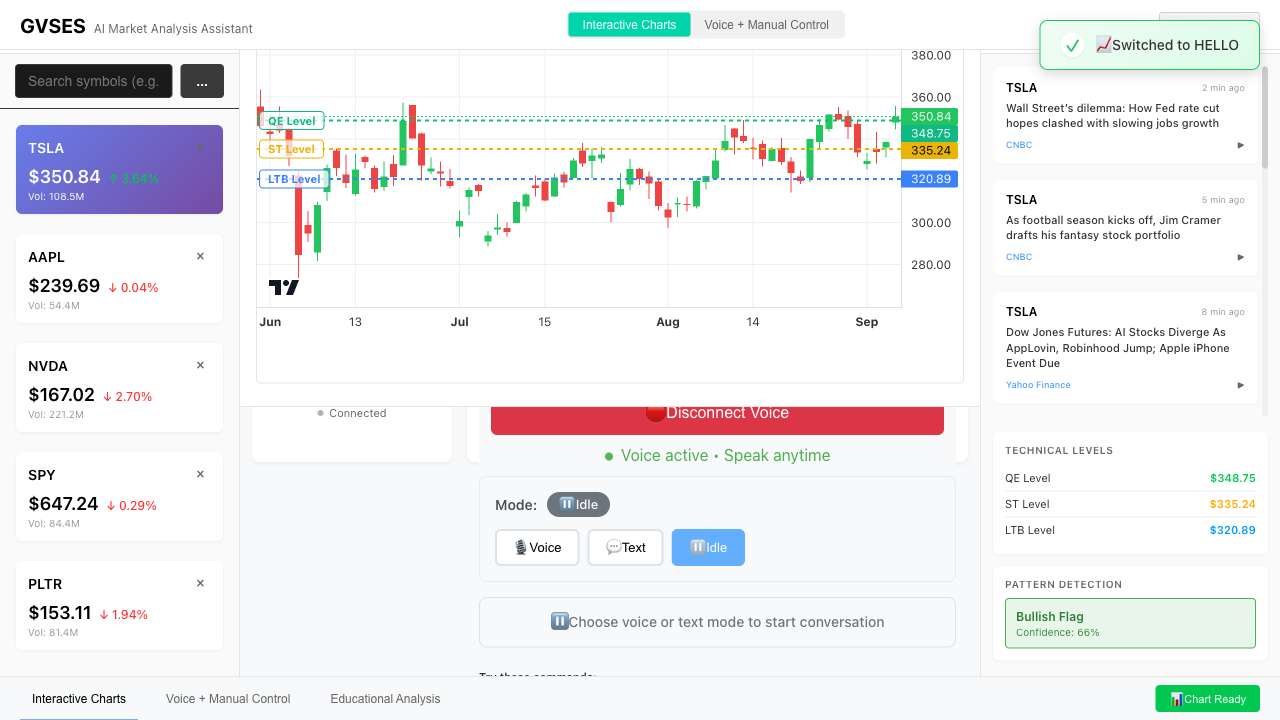 GVSES AI Market Analysis Assistant
Interactive Charts
Voice + Manual Control
Switched to HELLO
Search symbols (e.g.
...
TSLA
$350.84 ↑ 3.64%
Vol: 108.5M
AAPL ×
$239.69 ↓ 0.04%
Vol: 54.4M
NVDA ×
$167.02 ↓ 2.70%
Vol: 221.2M
SPY ×
$647.24 ↓ 0.29%
Vol: 84.4M
PLTR ×
$153.11 ↓ 1.94%
Vol: 81.4M
380.00
360.00
QE Level
350.84
348.75
ST Level
335.24
LTB Level
320.89
300.00
280.00
Jun 13 Jul 15 Aug 14 Sep
Connected
Disconnect Voice
Voice active • Speak anytime
Mode: Idle
Voice
Text
Idle
Choose voice or text mode to start conversation
Try these commands:
TSLA 2 min ago
Wall Street's dilemma: How Fed rate cut
hopes clashed with slowing jobs growth
CNBC
TSLA 5 min ago
As football season kicks off, Jim Cramer
drafts his fantasy stock portfolio
CNBC
TSLA 8 min ago
Dow Jones Futures: AI Stocks Diverge As
AppLovin, Robinhood Jump; Apple iPhone
Event Due
Yahoo Finance
TECHNICAL LEVELS
QE Level $348.75
ST Level $335.24
LTB Level $320.89
PATTERN DETECTION
Bullish Flag
Confidence: 66%
Interactive Charts
Voice + Manual Control
Educational Analysis
Chart Ready